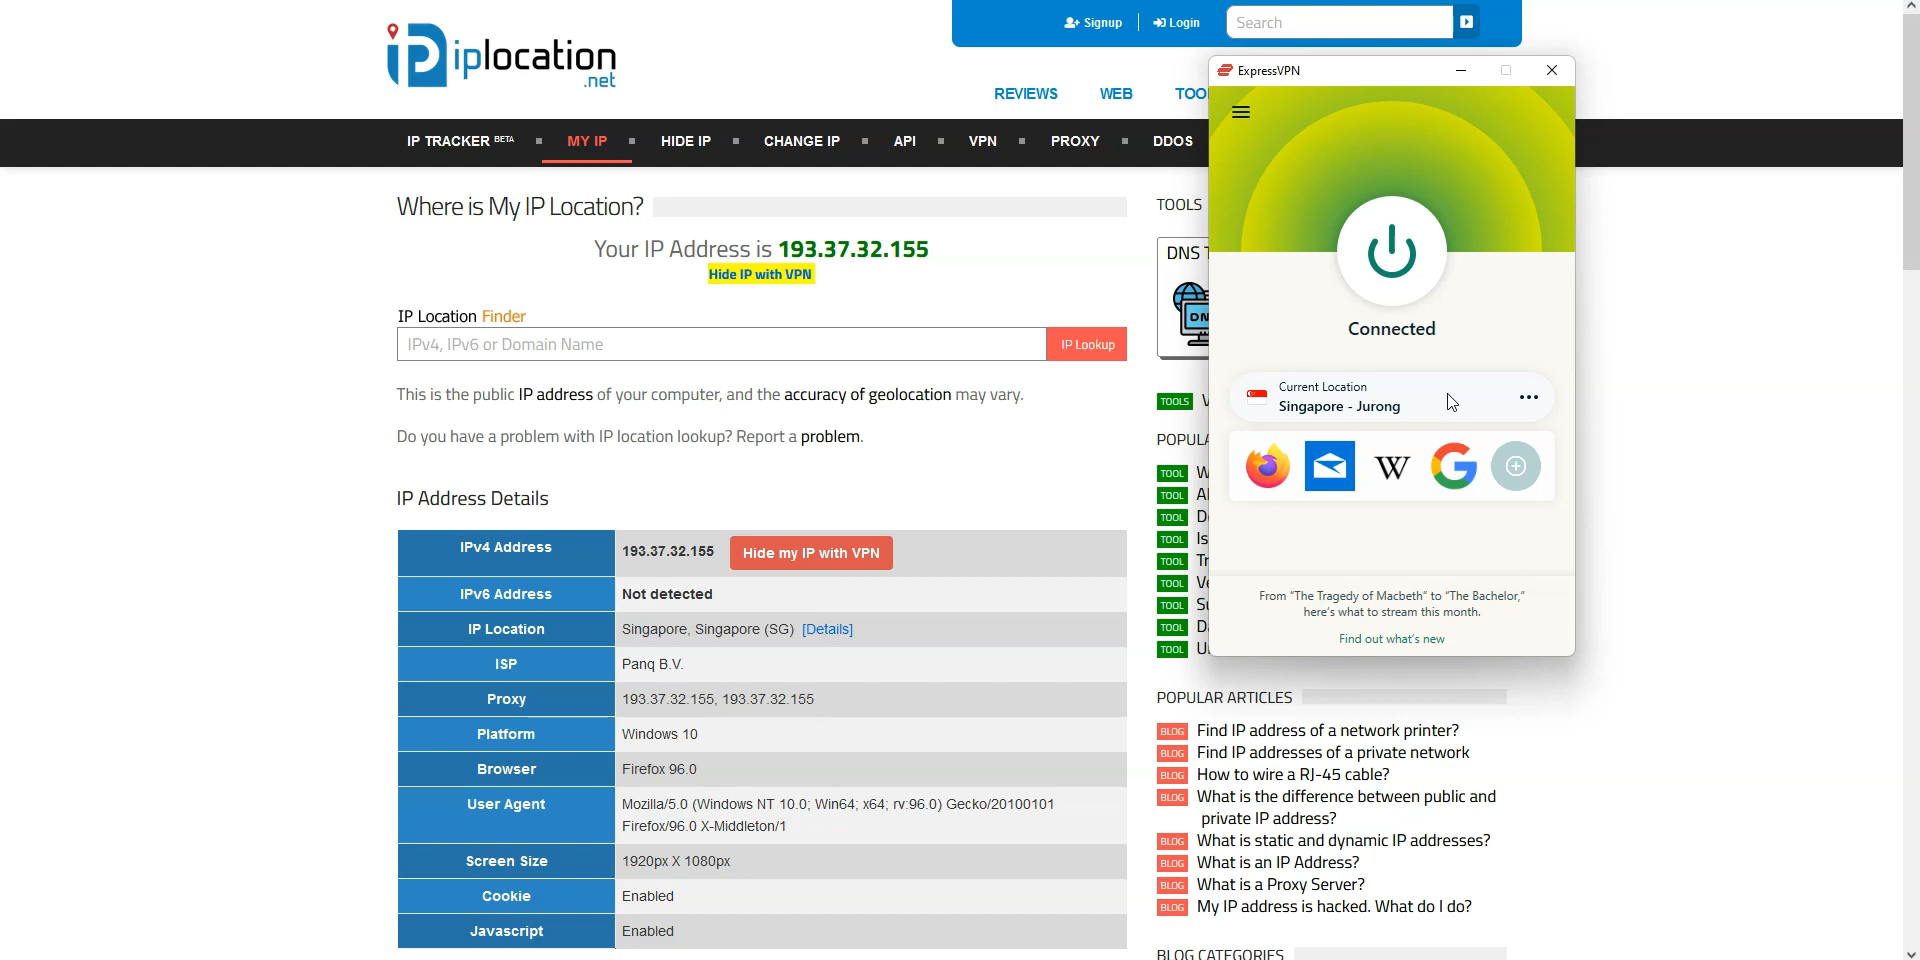 iplocation
.net
Signup
Login
Search
REVIEWS
WEB
IP TRACKER BETA
MY IP
HIDE IP
CHANGE IP
API
VPN
PROXY
DDOS
Where is My IP Location?
Your IP Address is 193.37.32.155
Hide IP with VPN
IP Location Finder
IPv4, IPv6 or Domain Name
IP Lookup
This is the public IP address of your computer, and the accuracy of geolocation may vary.
Do you have a problem with IP location lookup? Report a problem.
IP Address Details
IPv4 Address 193.37.32.155 Hide my IP with VPN
IPv6 Address Not detected
IP Location Singapore, Singapore (SG) [Details]
ISP Panq B.V.
Proxy 193.37.32.155, 193.37.32.155
Platform Windows 10
Browser Firefox 96.0
User Agent Mozilla/5.0 (Windows NT 10.0; Win64; x64; rv:96.0) Gecko/20100101
Firefox/96.0 X-Middleton/1
Screen Size 1920px X 1080px
Cookie Enabled
Javascript Enabled
TOOLS
DNS
TOOLS
TOOL
TOOL
TOOL
TOOL
TOOL
TOOL
TOOL
TOOL
TOOL
ExpressVPN
Connected
Current Location
Singapore - Jurong
From “The Tragedy of Macbeth” to “The Bachelor,”
here’s what to stream this month.
Find out what’s new
POPULAR ARTICLES
BLOG Find IP address of a network printer?
BLOG Find IP addresses of a private network
BLOG How to wire a RJ-45 cable?
BLOG What is the difference between public and
private IP address?
BLOG What is static and dynamic IP addresses?
BLOG What is an IP Address?
BLOG What is a Proxy Server?
BLOG My IP address is hacked. What do I do?
BLOG CATEGORIES